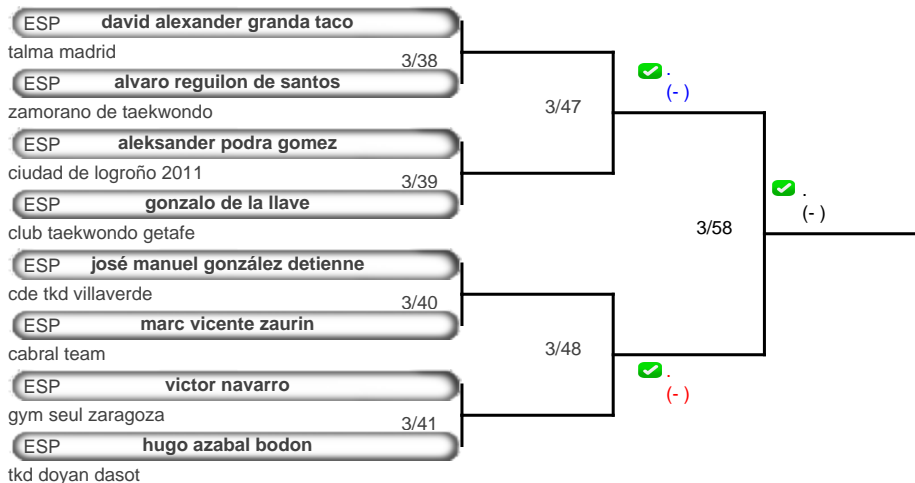 ESP david alexander granda taco
talma madrid
3/38
ESP alvaro reguilon de santos
zamorano de taekwondo
3/47
.
(- )
ESP aleksander podra gomez
ciudad de logroño 2011
3/39
ESP gonzalo de la llave
club taekwondo getafe
3/58
.
(- )
ESP josé manuel gonzález detienne
cde tkd villaverde
3/40
ESP marc vicente zaurin
cabral team
3/48
.
(- )
ESP victor navarro
gym seul zaragoza
3/41
ESP hugo azabal bodon
tkd doyan dasot